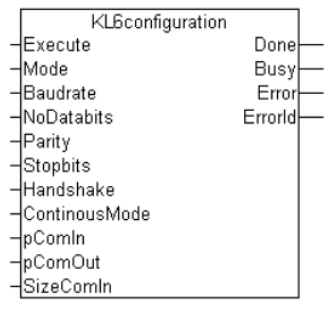 KL6configuration
Execute Done
Mode Busy
Baudrate Error
NoDatabits ErrorId
Parity
Stopbits
Handshake
ContinousMode
pComIn
pComOut
SizeComIn